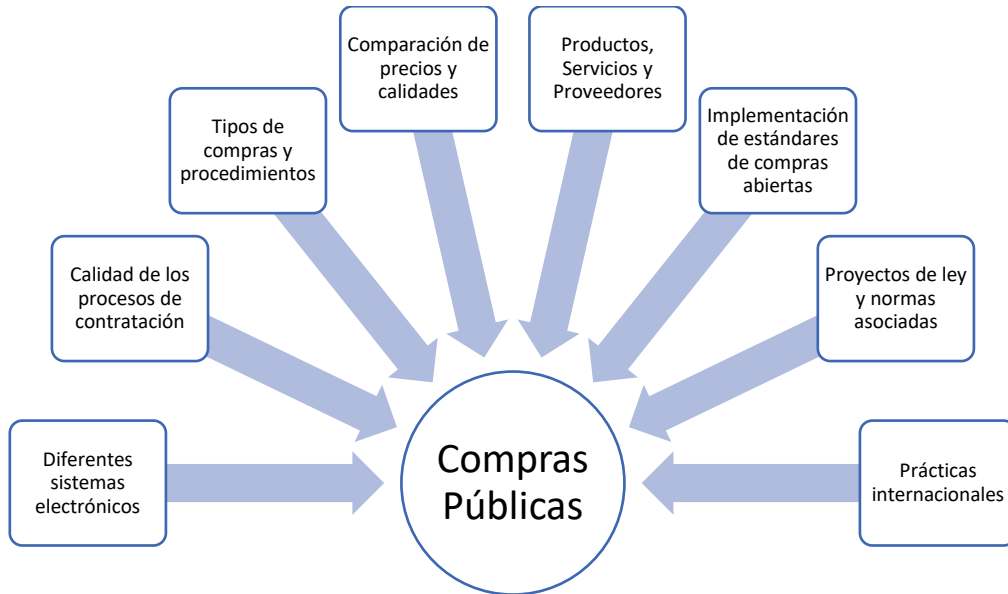 Comparación de
precios y
calidades
Productos,
Servicios y
Proveedores
Tipos de
compras y
procedimientos
Implementación
de estándares
de compras
abiertas
Calidad de los
procesos de
contratación
Proyectos de ley
y normas
asociadas
Diferentes
sistemas
electrónicos
Compras
Públicas
Prácticas
internacionales